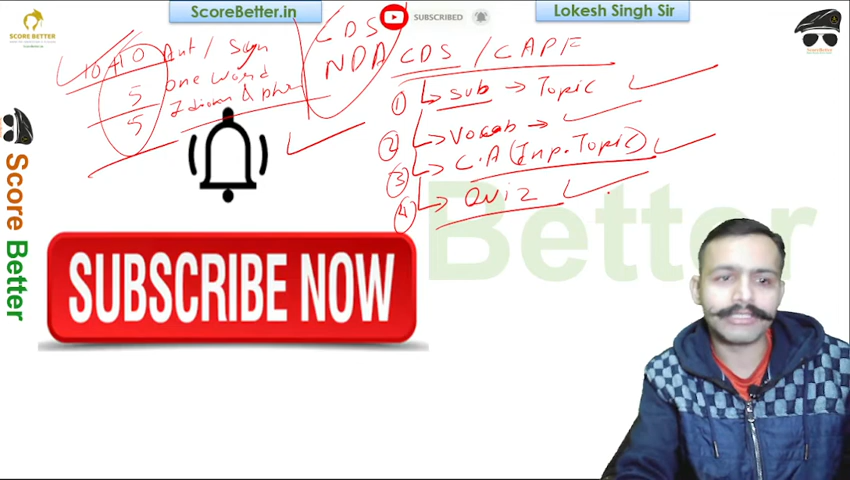 ScoreBetter.in
SUBSCRIBED
Lokesh Singh Sir
SCORE BETTER
ScoreBetter
10+10 Ant / Syn
5 one word
5 Idiom & phr
CDS
NDA
CDS / CAPF
① Sub → Topic
② Vocab →
③ C.A (Imp. Topic)
④ Quiz
Score Better
Better
SUBSCRIBE NOW